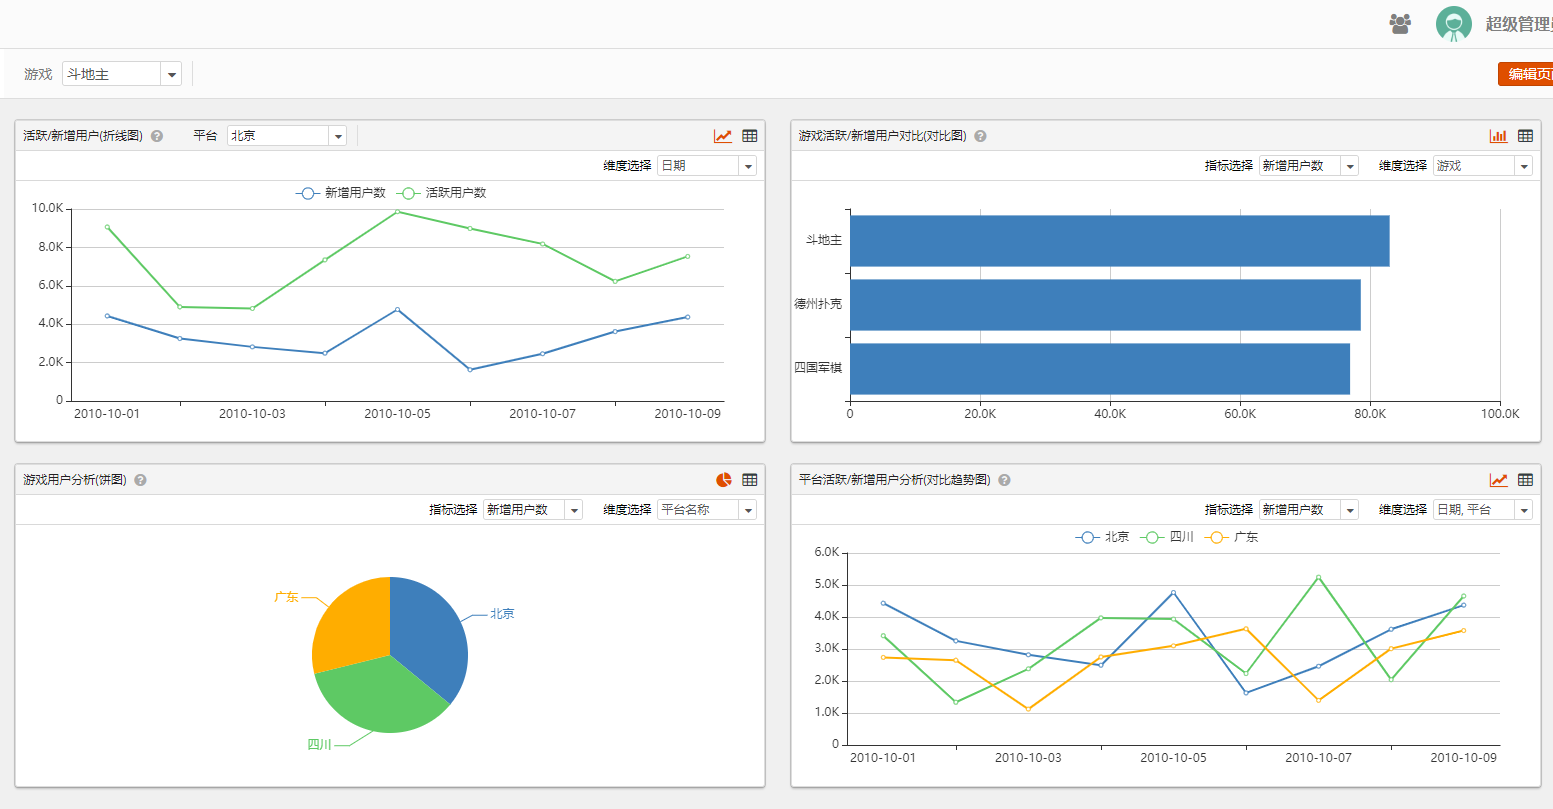 超级管理员
游戏 斗地主
编辑页
活跃/新增用户(折线图) ? 平台 北京
维度选择 日期
新增用户数 活跃用户数
10.0K
8.0K
6.0K
4.0K
2.0K
0
2010-10-01 2010-10-03 2010-10-05 2010-10-07 2010-10-09
游戏活跃/新增用户对比(对比图) ?
指标选择 新增用户数 维度选择 游戏
斗地主
德州扑克
四国军棋
0 20.0K 40.0K 60.0K 80.0K 100.0K
游戏用户分析(饼图) ?
指标选择 新增用户数 维度选择 平台名称
广东
北京
四川
平台活跃/新增用户分析(对比趋势图) ?
指标选择 新增用户数 维度选择 日期, 平台
北京 四川 广东
6.0K
5.0K
4.0K
3.0K
2.0K
1.0K
0
2010-10-01 2010-10-03 2010-10-05 2010-10-07 2010-10-09